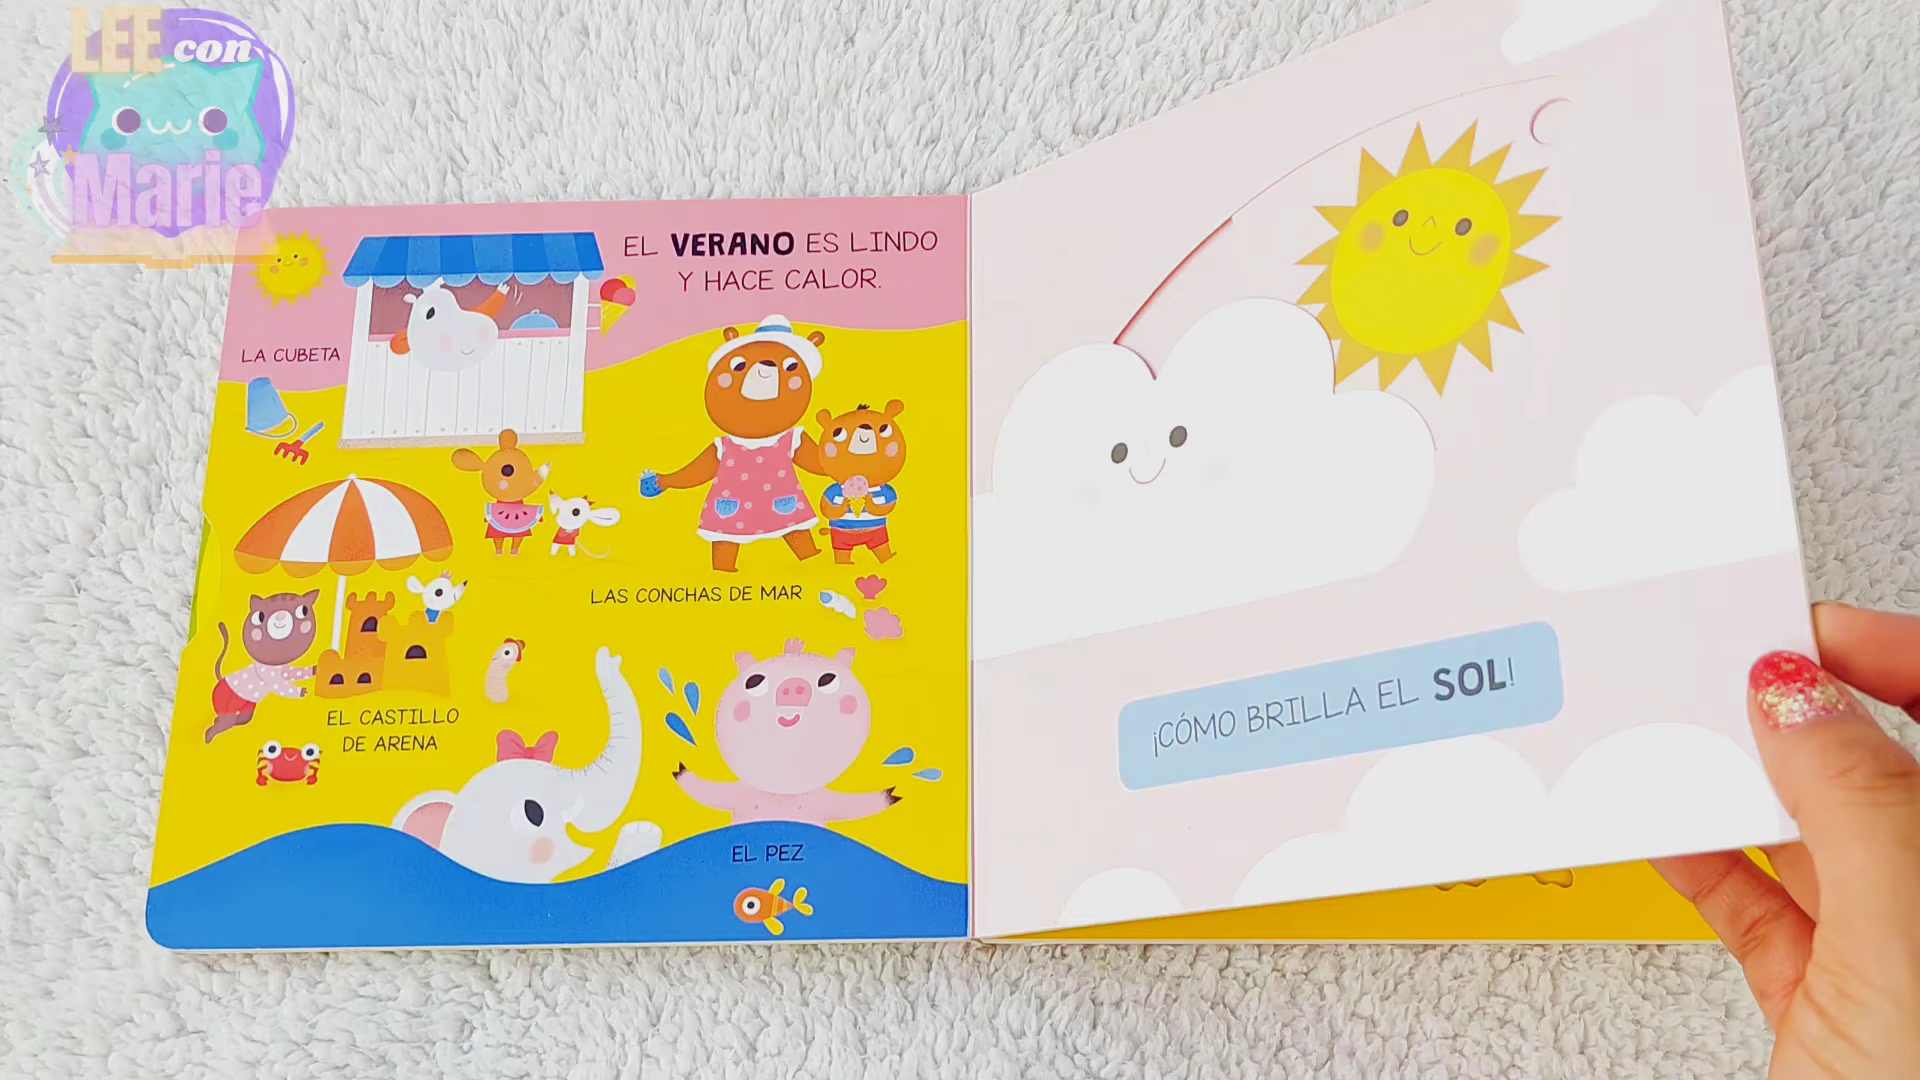 LEE con
Marie
EL VERANO ES LINDO
Y HACE CALOR.
LA CUBETA
LAS CONCHAS DE MAR
EL CASTILLO
DE ARENA
EL PEZ
¡CÓMO BRILLA EL SOL!